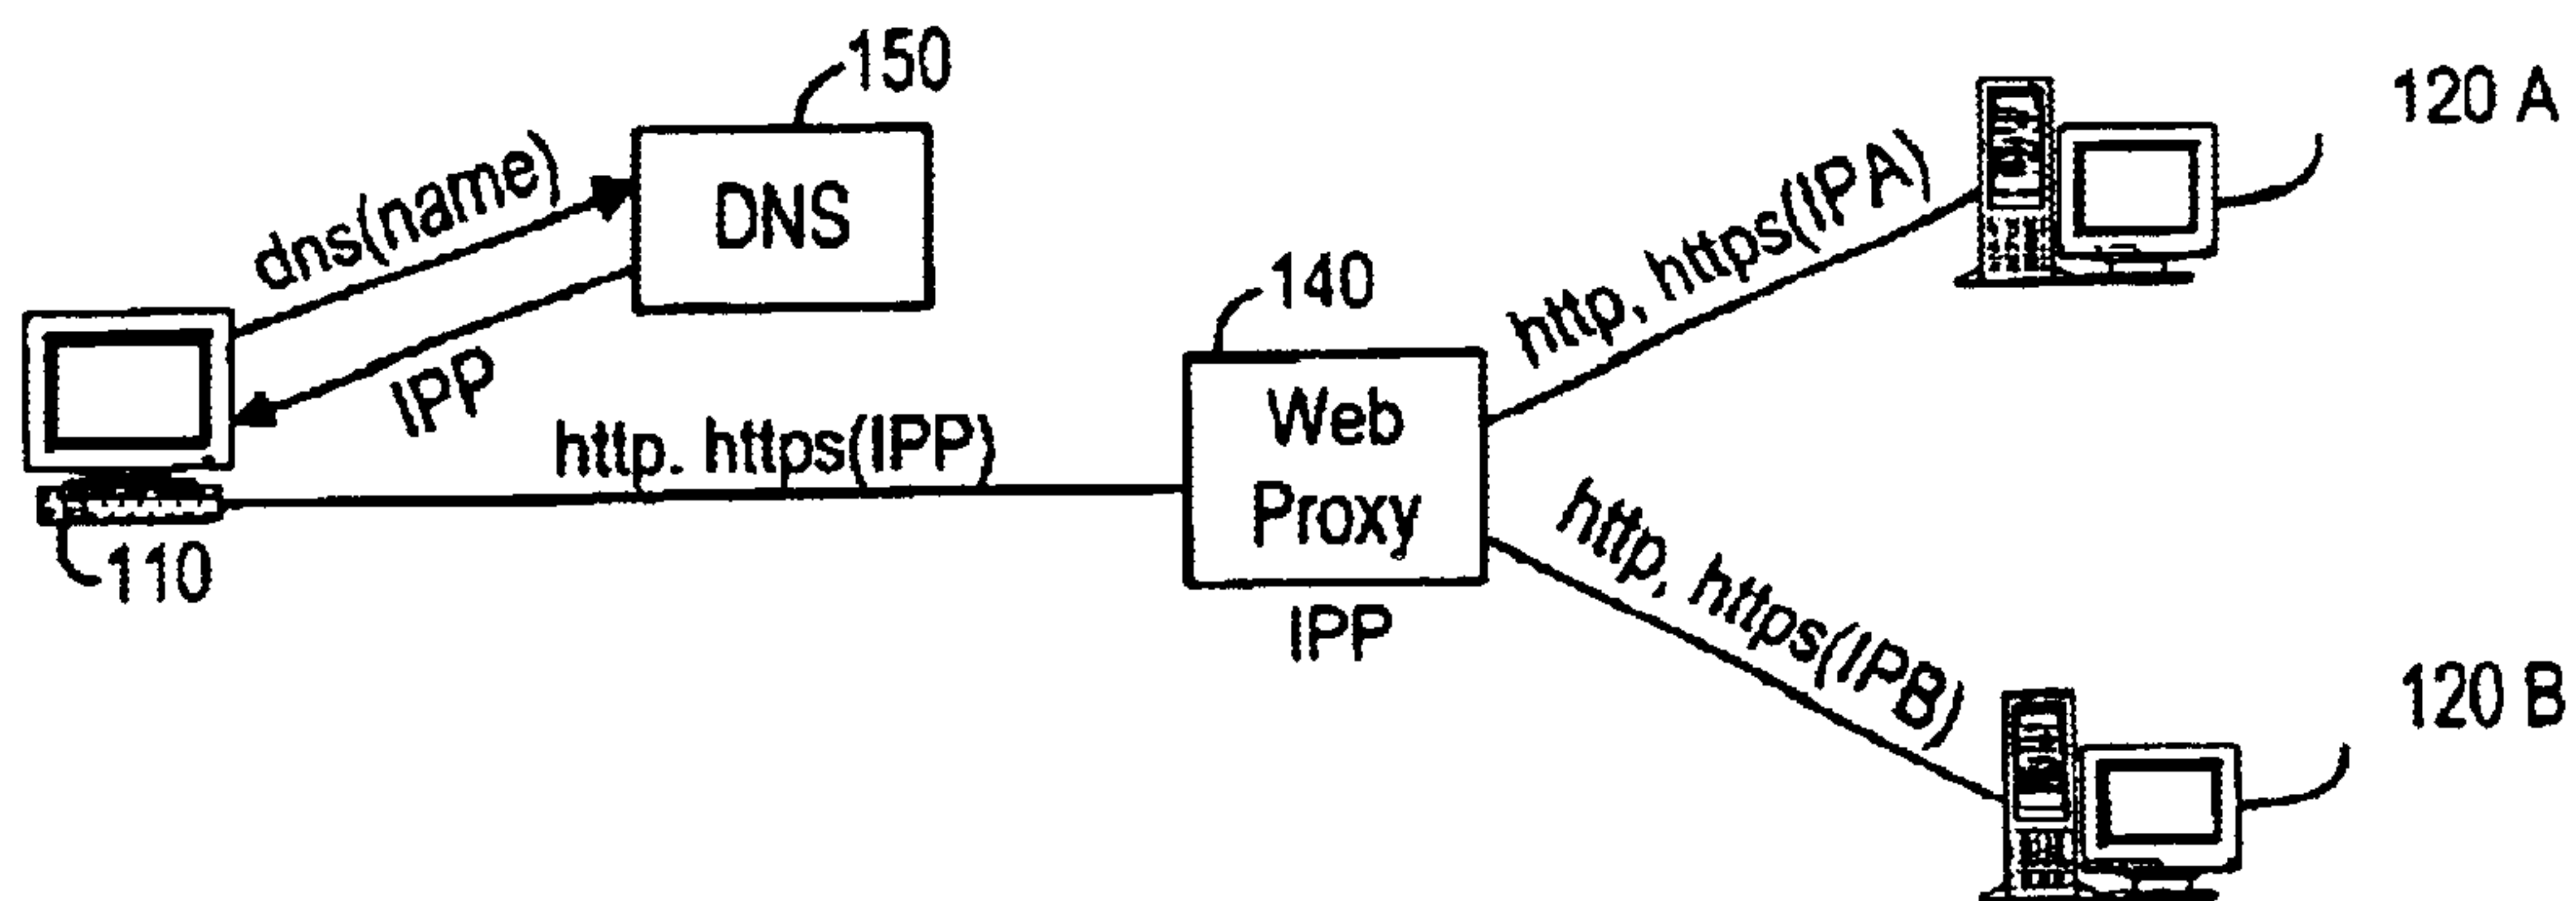 150
DNS
dns(name)
IPP
110
http. https(IPP)
140
Web
Proxy
IPP
http, https(IPA)
120 A
http, https(IPB)
120 B